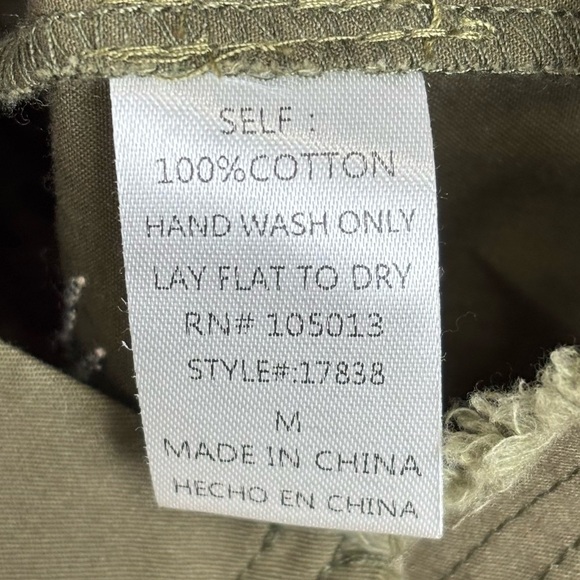 SELF :
100%COTTON
HAND WASH ONLY
LAY FLAT TO DRY
RN# 105013
STYLE#:17838
M
MADE IN CHINA
HECHO EN CHINA